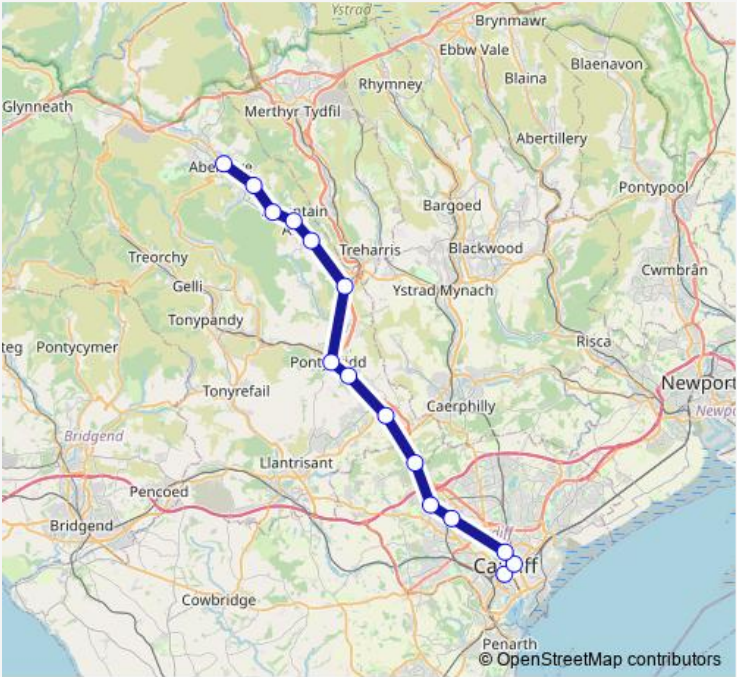 Ystrad
Brynmawr
Ebbw Vale
Rhymney
Blaina
Blaenavon
Glynneath
Merthyr Tydfil
Abertillery
Pontypool
Bargoed
Treorchy
Treharris
Blackwood
Cwmbrân
Gelli
Ystrad Mynach
Tonypandy
Risca
teg
Pontycymer
Tonyrefail
Newport
Caerphilly
Bridgend
Llantrisant
Pencoed
Bridgend
Cowbridge
Penarth
© OpenStreetMap contributors